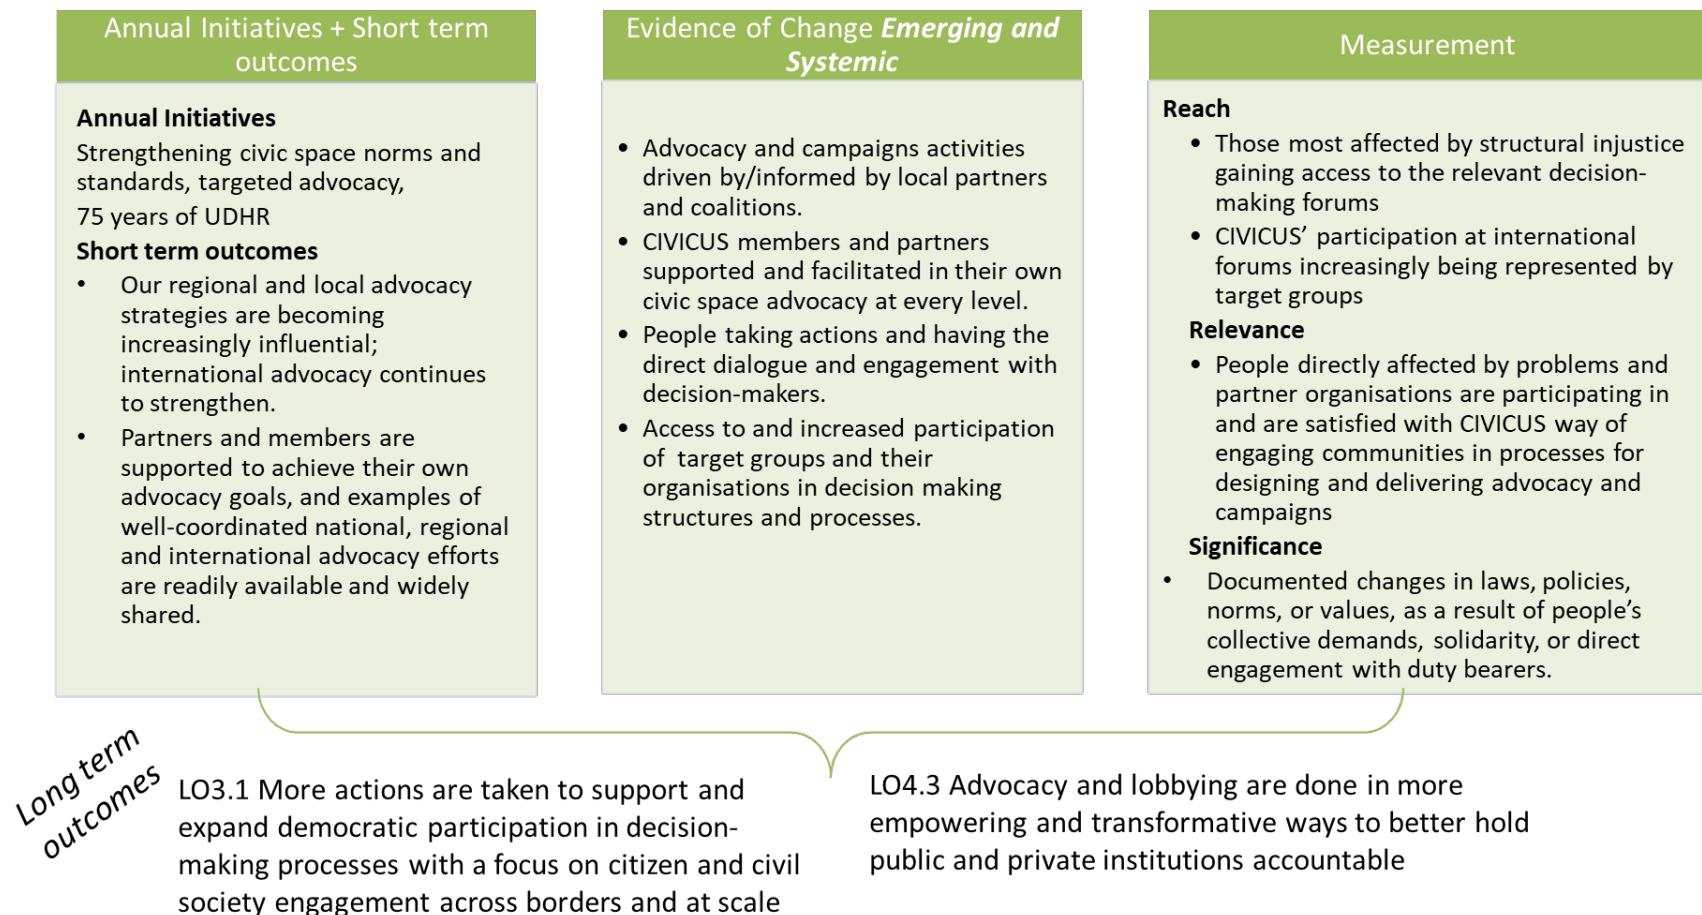 Annual Initiatives + Short term
outcomes
Annual Initiatives
Strengthening civic space norms and
standards, targeted advocacy,
75 years of UDHR
Short term outcomes
• Our regional and local advocacy
strategies are becoming
increasingly influential;
international advocacy continues
to strengthen.
• Partners and members are
supported to achieve their own
advocacy goals, and examples of
well-coordinated national, regional
and international advocacy efforts
are readily available and widely
shared.
Evidence of Change Emerging and
Systemic
• Advocacy and campaigns activities
driven by/informed by local partners
and coalitions.
• CIVICUS members and partners
supported and facilitated in their own
civic space advocacy at every level.
• People taking actions and having the
direct dialogue and engagement with
decision-makers.
• Access to and increased participation
of target groups and their
organisations in decision making
structures and processes.
Measurement
Reach
• Those most affected by structural injustice
gaining access to the relevant decision-
making forums
• CIVICUS’ participation at international
forums increasingly being represented by
target groups
Relevance
• People directly affected by problems and
partner organisations are participating in
and are satisfied with CIVICUS way of
engaging communities in processes for
designing and delivering advocacy and
campaigns
Significance
• Documented changes in laws, policies,
norms, or values, as a result of people’s
collective demands, solidarity, or direct
engagement with duty bearers.
Long term
outcomes
LO3.1 More actions are taken to support and
expand democratic participation in decision-
making processes with a focus on citizen and civil
society engagement across borders and at scale
LO4.3 Advocacy and lobbying are done in more
empowering and transformative ways to better hold
public and private institutions accountable